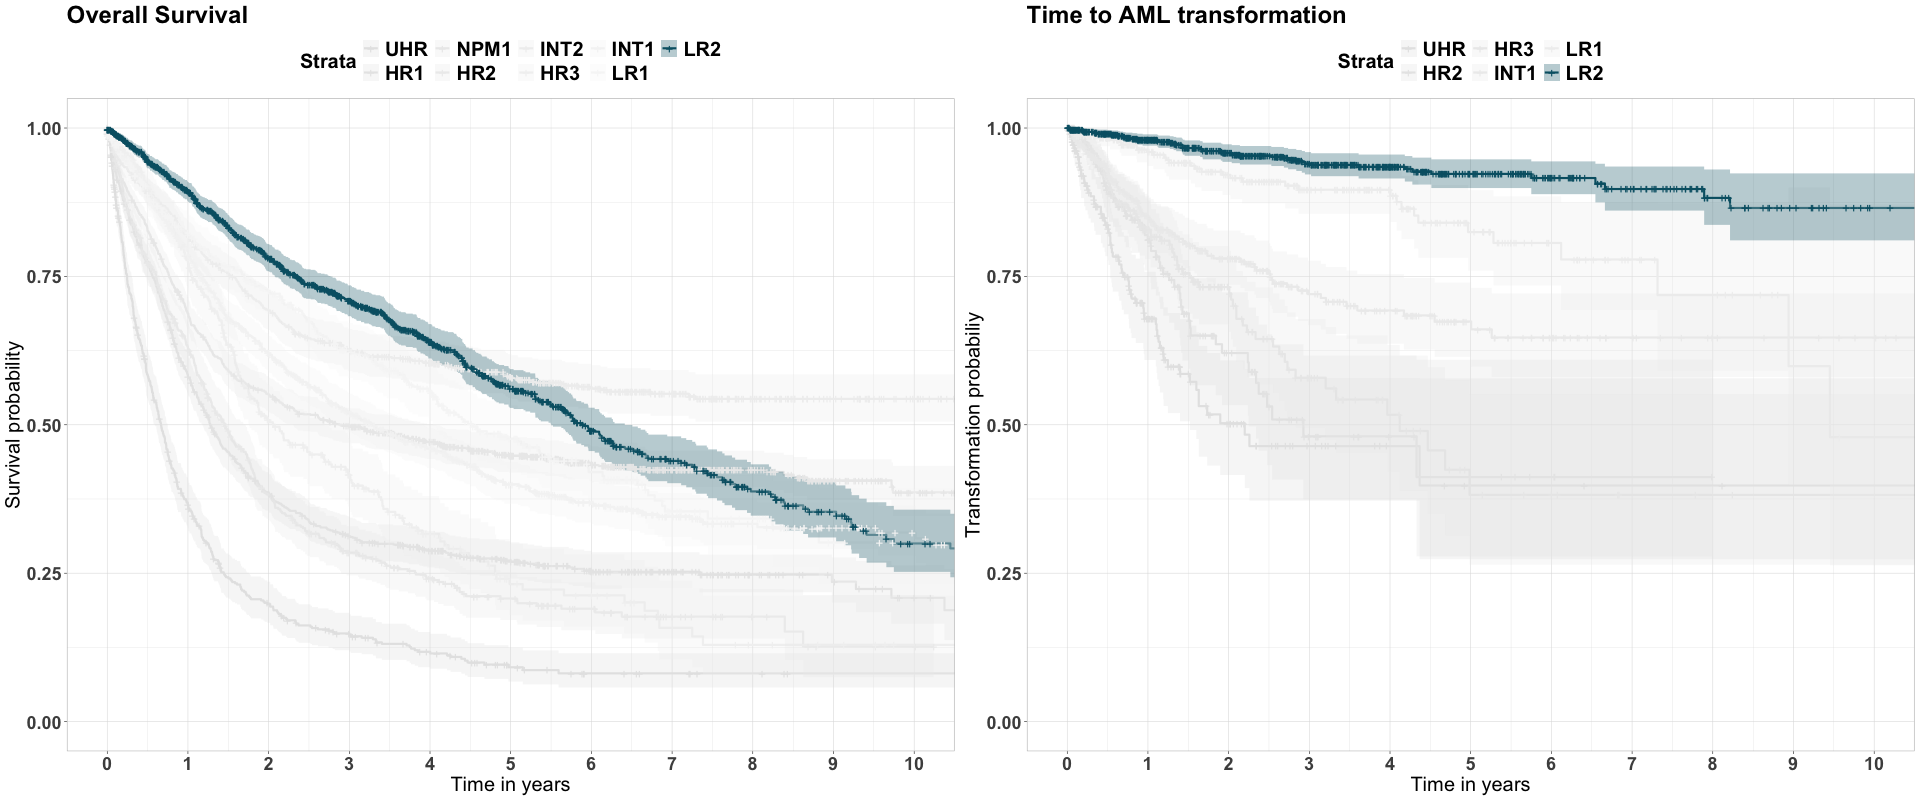 Overall Survival
Strata UHR NPM1 INT2 INT1 LR2
HR1 HR2 HR3 LR1
1.00
0.75
0.50
0.25
0.00
Survival probability
0 1 2 3 4 5 6 7 8 9 10
Time in years
Time to AML transformation
Strata UHR HR3 LR1
HR2 INT1 LR2
1.00
0.75
0.50
0.25
0.00
Transformation probabiliy
0 1 2 3 4 5 6 7 8 9 10
Time in years